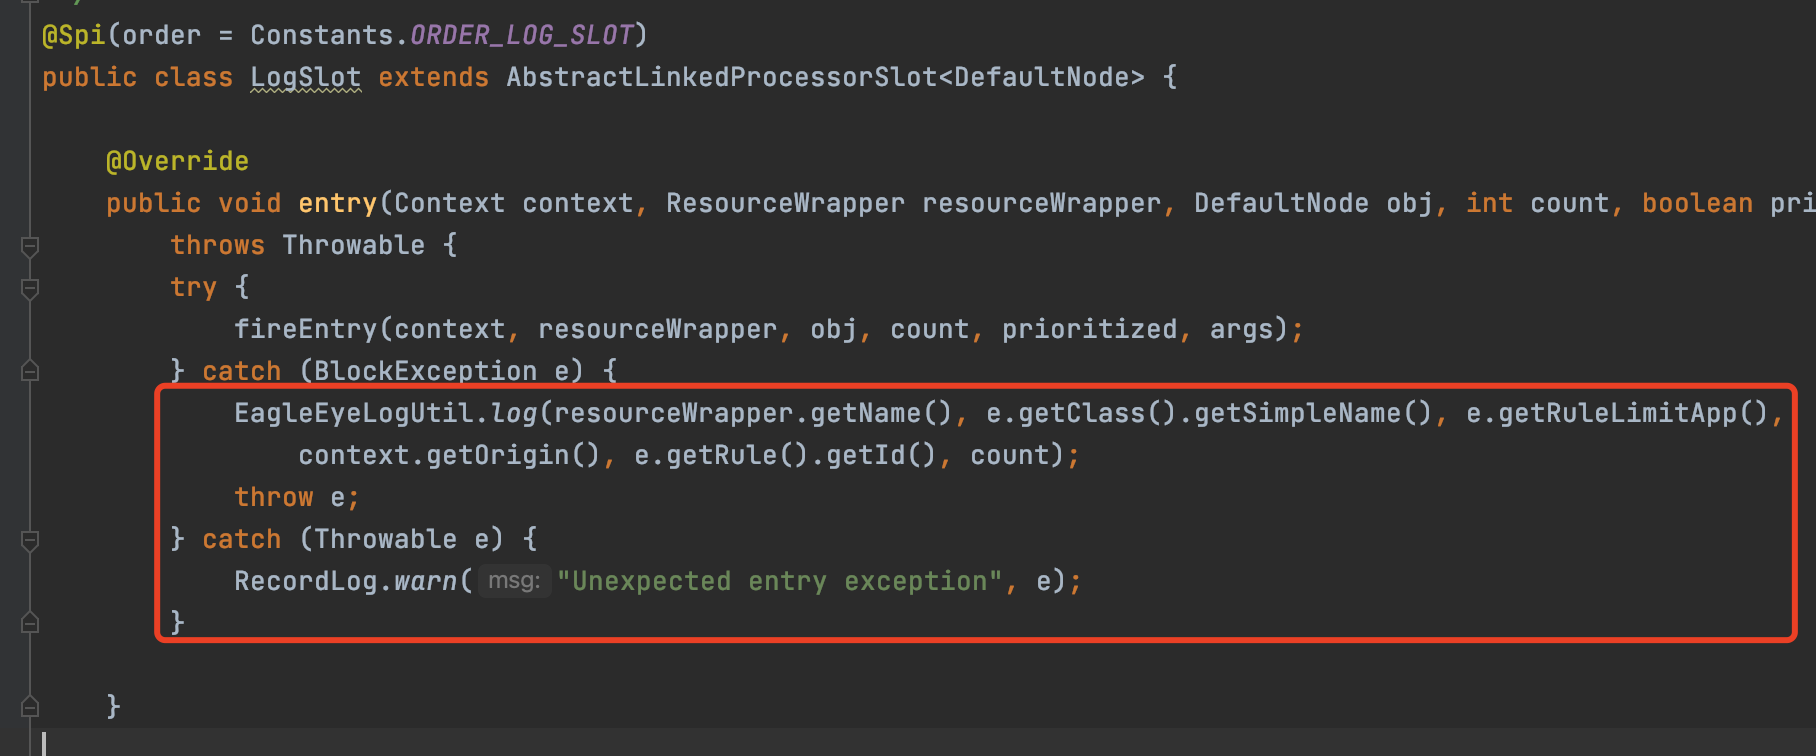 @Spi(order = Constants.ORDER_LOG_SLOT)
public class LogSlot extends AbstractLinkedProcessorSlot<DefaultNode> {
@Override
public void entry(Context context, ResourceWrapper resourceWrapper, DefaultNode obj, int count, boolean pri
throws Throwable {
try {
fireEntry(context, resourceWrapper, obj, count, prioritized, args);
} catch (BlockException e) {
EagleEyeLogUtil.log(resourceWrapper.getName(), e.getClass().getSimpleName(), e.getRuleLimitApp(),
context.getOrigin(), e.getRule().getId(), count);
throw e;
} catch (Throwable e) {
RecordLog.warn( msg: "Unexpected entry exception", e);
}
}